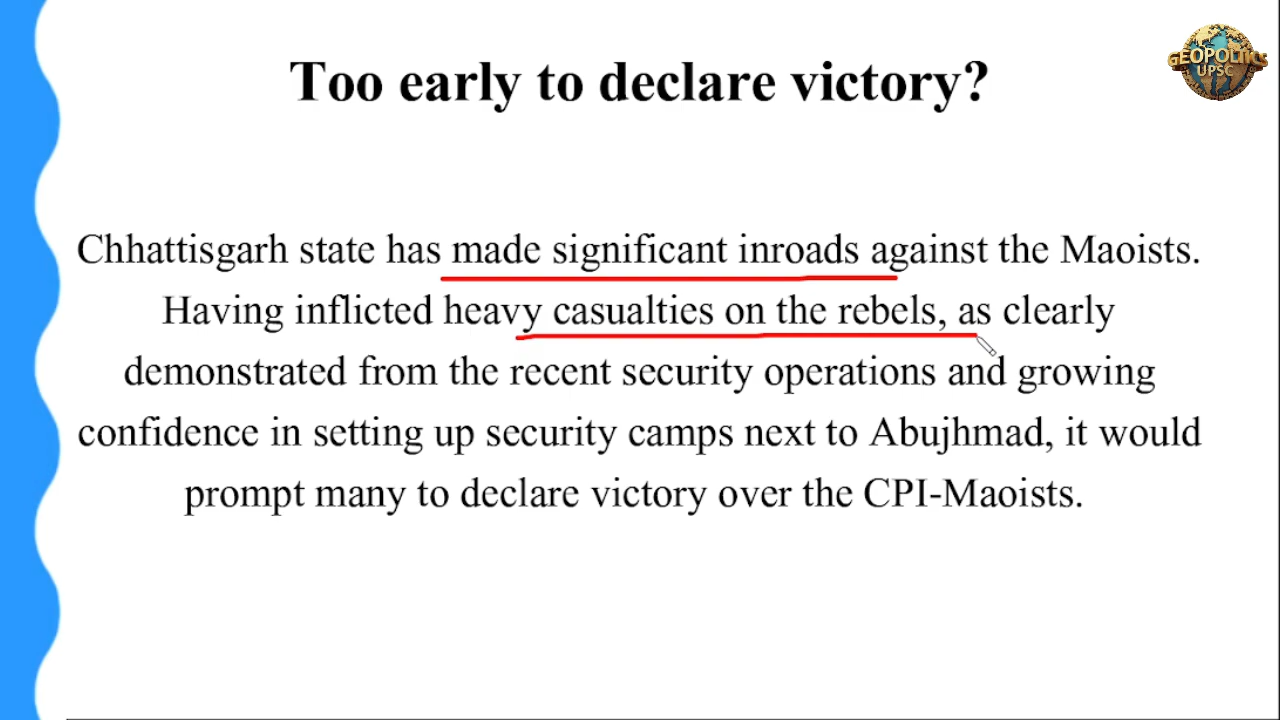 GEOPOLITICS
UPSC
Too early to declare victory?
Chhattisgarh state has made significant inroads against the Maoists.
Having inflicted heavy casualties on the rebels, as clearly
demonstrated from the recent security operations and growing
confidence in setting up security camps next to Abujhmad, it would
prompt many to declare victory over the CPI-Maoists.